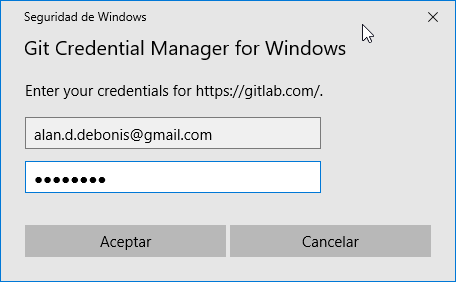 Seguridad de Windows
Git Credential Manager for Windows
Enter your credentials for https://gitlab.com/.
alan.d.debonis@gmail.com
●●●●●●●●
Aceptar Cancelar